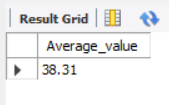 Result Grid
Average_value
38.31